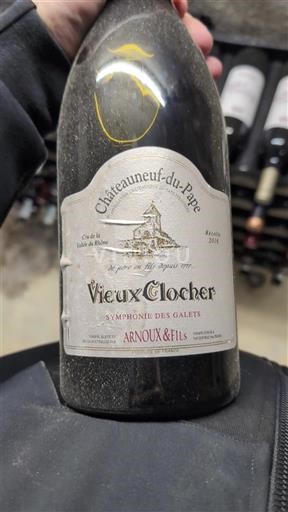 Châteauneuf-du-Pape
Cru de la
Vallée du Rhône
Récolte
de père en fils depuis 1717
Vieux Clocher
SYMPHONIE DES GALETS
ARNOUX & FILS